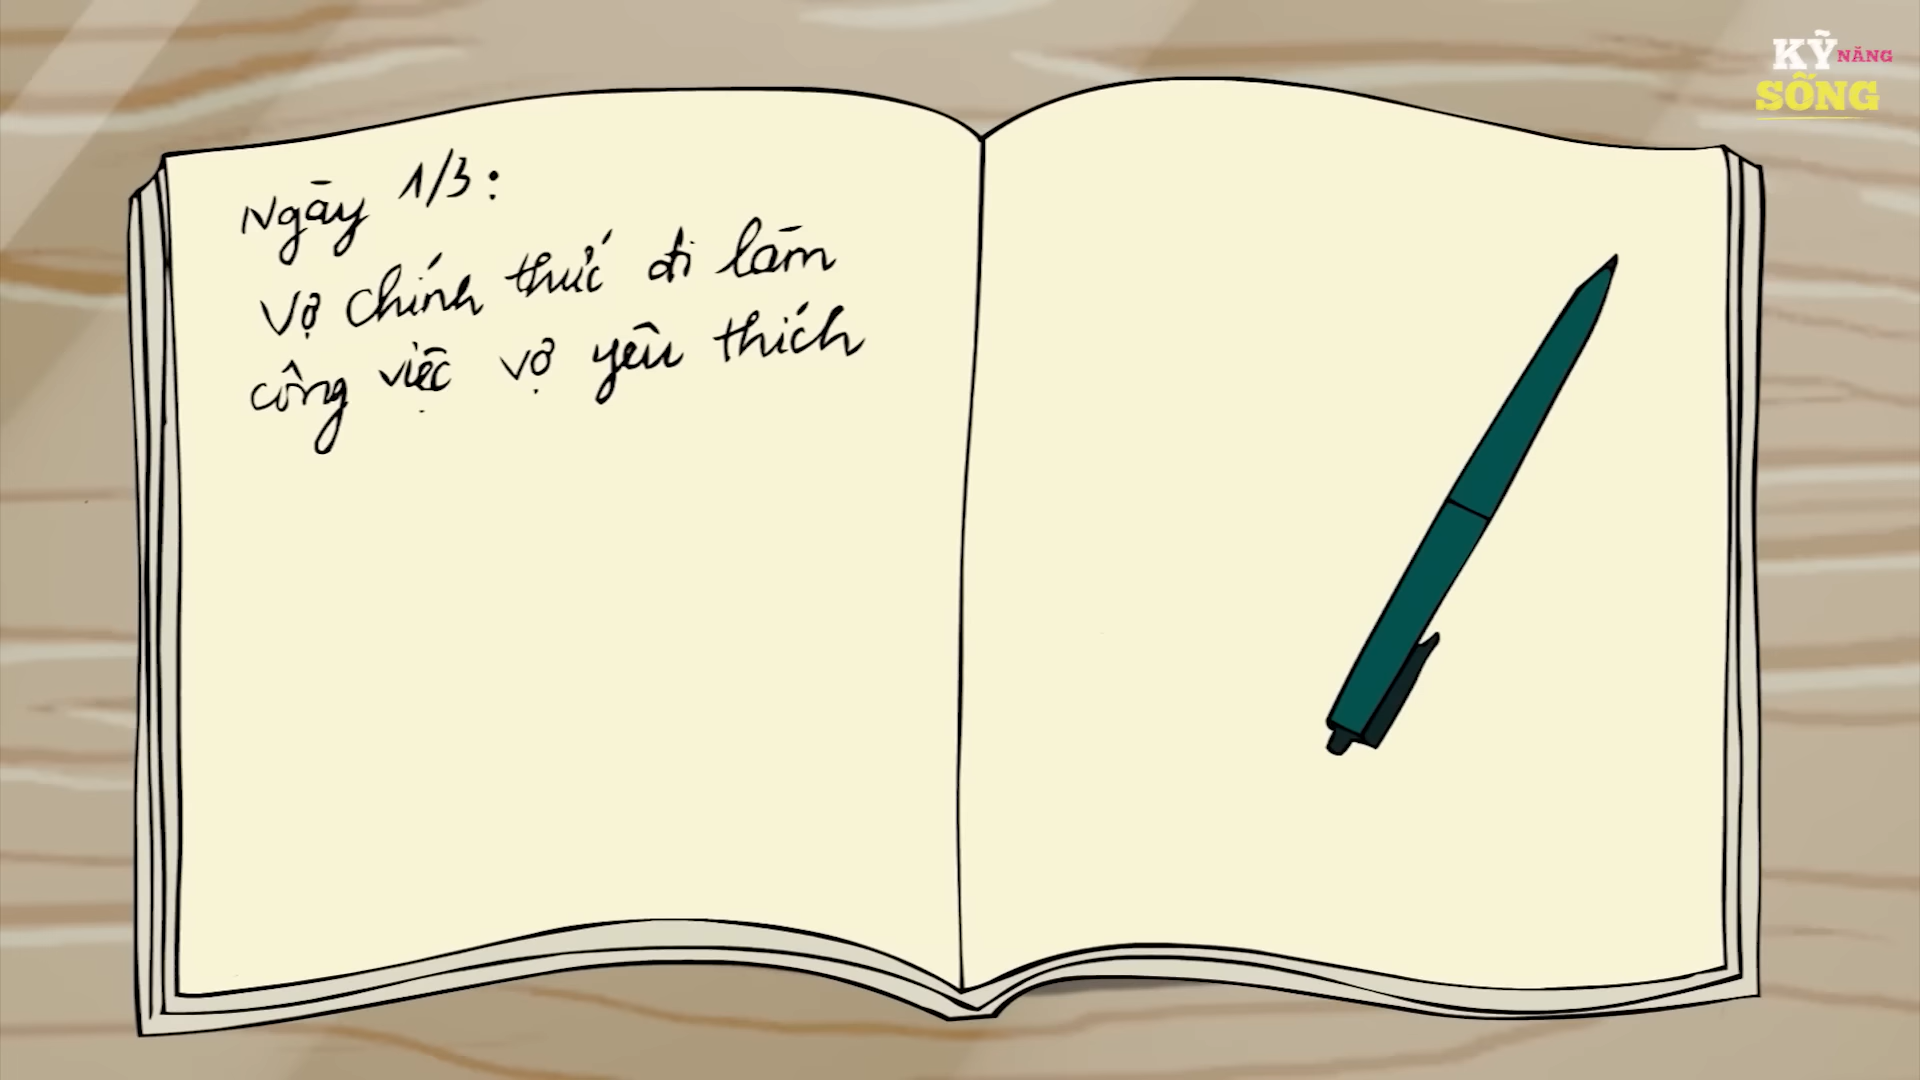 Ngày 1/3:
Vợ chính thức đi làm
công việc vợ yêu thích
KỸ NĂNG
SỐNG